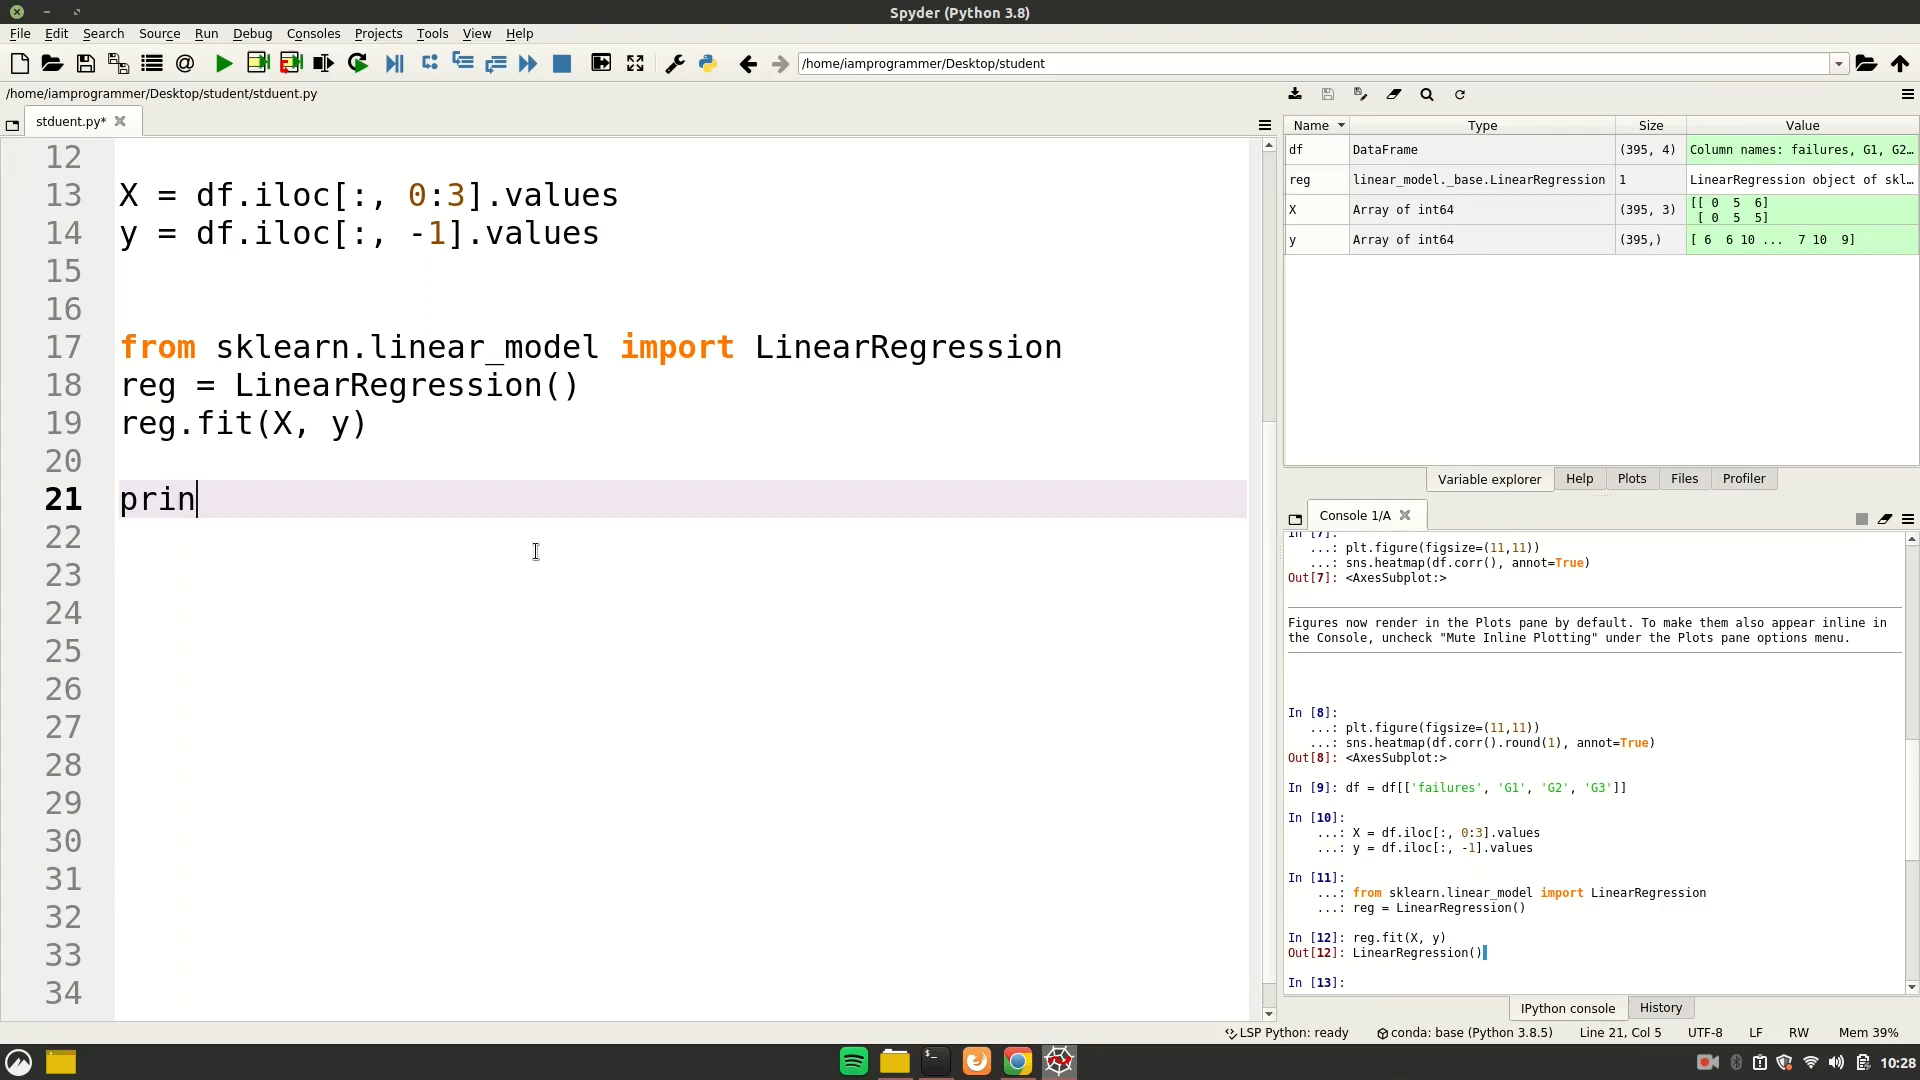 Spyder (Python 3.8)
File Edit Search Source Run Debug Consoles Projects Tools View Help
/home/iamprogrammer/Desktop/student
/home/iamprogrammer/Desktop/student/stduent.py
stduent.py*
12
13 X = df.iloc[:, 0:3].values
14 y = df.iloc[:, -1].values
15
16
17 from sklearn.linear_model import LinearRegression
18 reg = LinearRegression()
19 reg.fit(X, y)
20
21 prin
22
23
24
25
26
27
28
29
30
31
32
33
34
Name Type Size Value
df DataFrame (395, 4) Column names: failures, G1, G2…
reg linear_model._base.LinearRegression 1 LinearRegression object of skl…
X Array of int64 (395, 3) [[ 0 5 6]
[ 0 5 5]
y Array of int64 (395,) [ 6 6 10 ... 7 10 9]
Variable explorer Help Plots Files Profiler
Console 1/A
In [7]:
...: plt.figure(figsize=(11,11))
...: sns.heatmap(df.corr(), annot=True)
Out[7]: <AxesSubplot:>
Figures now render in the Plots pane by default. To make them also appear inline in
the Console, uncheck "Mute Inline Plotting" under the Plots pane options menu.
In [8]:
...: plt.figure(figsize=(11,11))
...: sns.heatmap(df.corr().round(1), annot=True)
Out[8]: <AxesSubplot:>
In [9]: df = df[['failures', 'G1', 'G2', 'G3']]
In [10]:
...: X = df.iloc[:, 0:3].values
...: y = df.iloc[:, -1].values
In [11]:
...: from sklearn.linear_model import LinearRegression
...: reg = LinearRegression()
In [12]: reg.fit(X, y)
Out[12]: LinearRegression()
In [13]:
IPython console History
LSP Python: ready conda: base (Python 3.8.5) Line 21, Col 5 UTF-8 LF RW Mem 39%
10:28